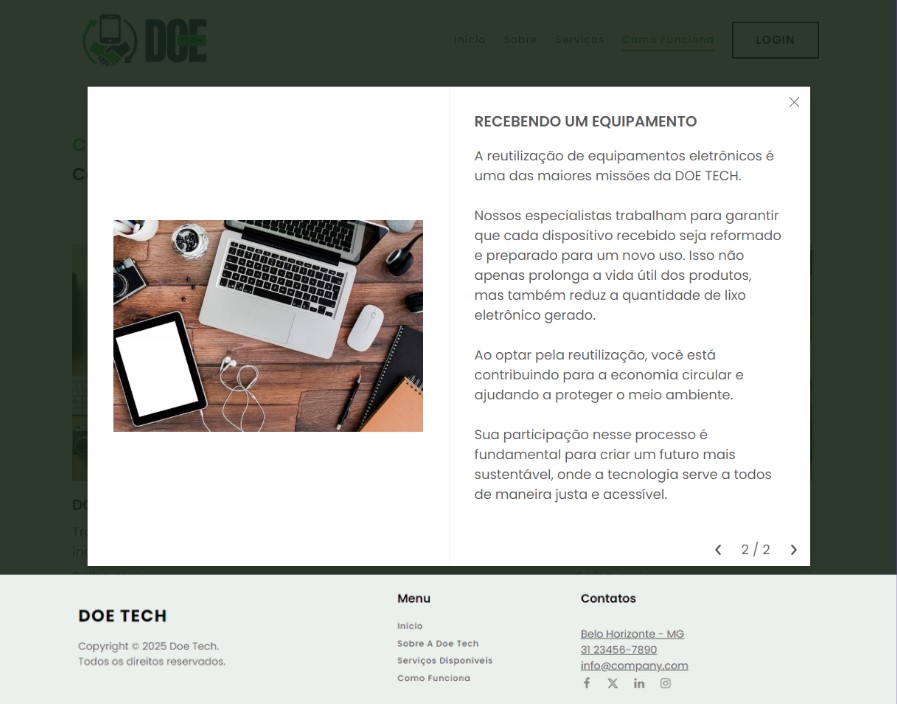 DOE
Início Sobre Serviços Como Funciona LOGIN
RECEBENDO UM EQUIPAMENTO
A reutilização de equipamentos eletrônicos é
uma das maiores missões da DOE TECH.
Nossos especialistas trabalham para garantir
que cada dispositivo recebido seja reformado
e preparado para um novo uso. Isso não
apenas prolonga a vida útil dos produtos,
mas também reduz a quantidade de lixo
eletrônico gerado.
Ao optar pela reutilização, você está
contribuindo para a economia circular e
ajudando a proteger o meio ambiente.
Sua participação nesse processo é
fundamental para criar um futuro mais
sustentável, onde a tecnologia serve a todos
de maneira justa e acessível.
2 / 2
DOE TECH
Copyright © 2025 Doe Tech.
Todos os direitos reservados.
Menu
Início
Sobre A Doe Tech
Serviços Disponíveis
Como Funciona
Contatos
Belo Horizonte - MG
31 23456-7890
info@company.com